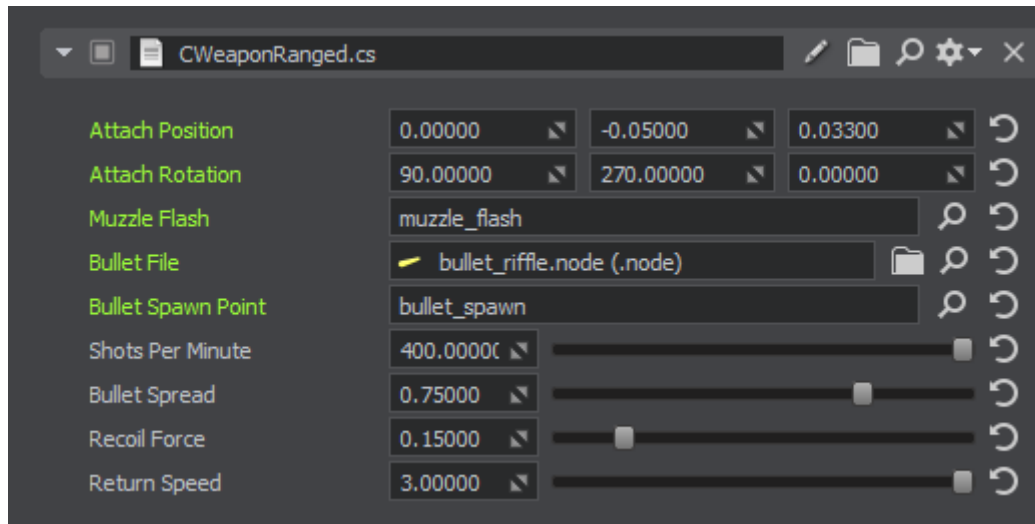 CWeaponRanged.cs
Attach Position 0.00000 -0.05000 0.03300
Attach Rotation 90.00000 270.00000 0.00000
Muzzle Flash muzzle_flash
Bullet File bullet_riffle.node (.node)
Bullet Spawn Point bullet_spawn
Shots Per Minute 400.0000(
Bullet Spread 0.75000
Recoil Force 0.15000
Return Speed 3.00000